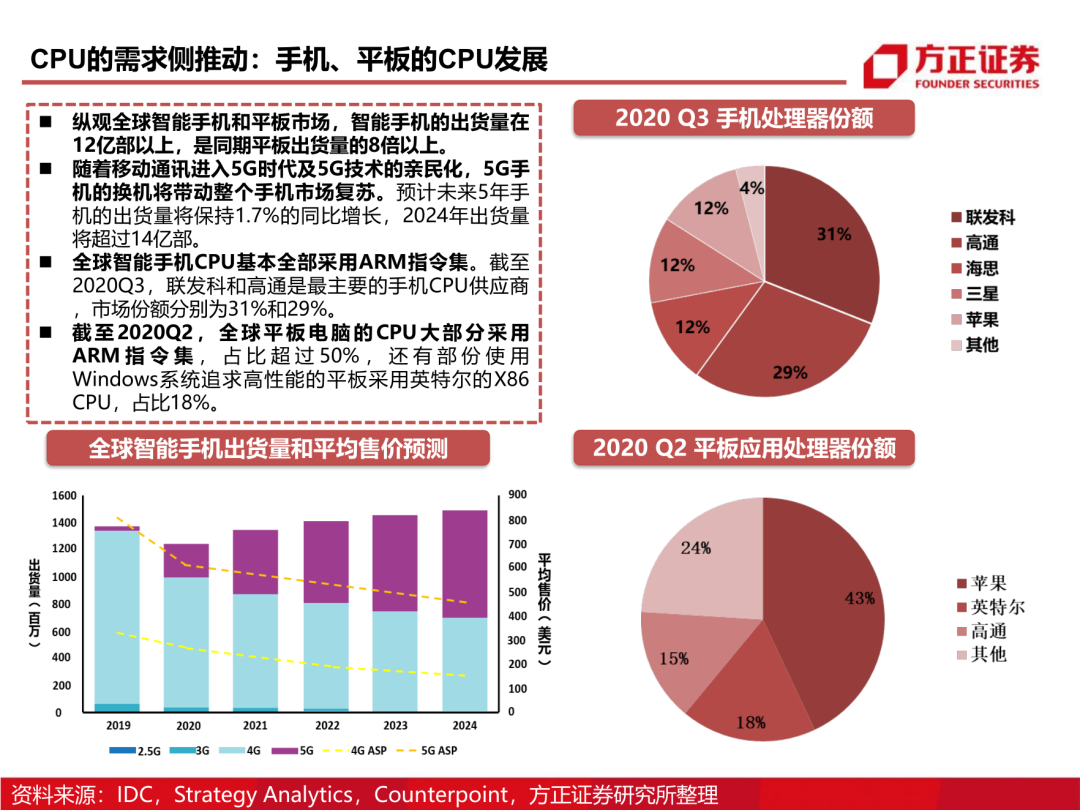 CPU的需求侧推动：手机、平板的CPU发展
方正证券
FOUNDER SECURITIES
■ 纵观全球智能手机和平板市场，智能手机的出货量在
12亿部以上，是同期平板出货量的8倍以上。
■ 随着移动通讯进入5G时代及5G技术的亲民化，5G手
机的换机将带动整个手机市场复苏。预计未来5年手
机的出货量将保持1.7%的同比增长，2024年出货量
将超过14亿部。
■ 全球智能手机CPU基本全部采用ARM指令集。截至
2020Q3，联发科和高通是最主要的手机CPU供应商
，市场份额分别为31%和29%。
■ 截至2020Q2，全球平板电脑的CPU大部分采用
ARM指令集，占比超过50%，还有部份使用
Windows系统追求高性能的平板采用英特尔的X86
CPU，占比18%。
2020 Q3 手机处理器份额
4%
12%
31%
12%
12%
29%
联发科
高通
海思
三星
苹果
其他
全球智能手机出货量和平均售价预测
出货量（百万）
1600
1400
1200
1000
800
600
400
200
0
2019
2020
2021
2022
2023
2024
900
800
700
600
500
400
300
200
100
0
平均售价（美元）
2.5G
3G
4G
5G
4G ASP
5G ASP
2020 Q2 平板应用处理器份额
24%
43%
15%
18%
苹果
英特尔
高通
其他
资料来源：IDC，Strategy Analytics，Counterpoint，方正证券研究所整理